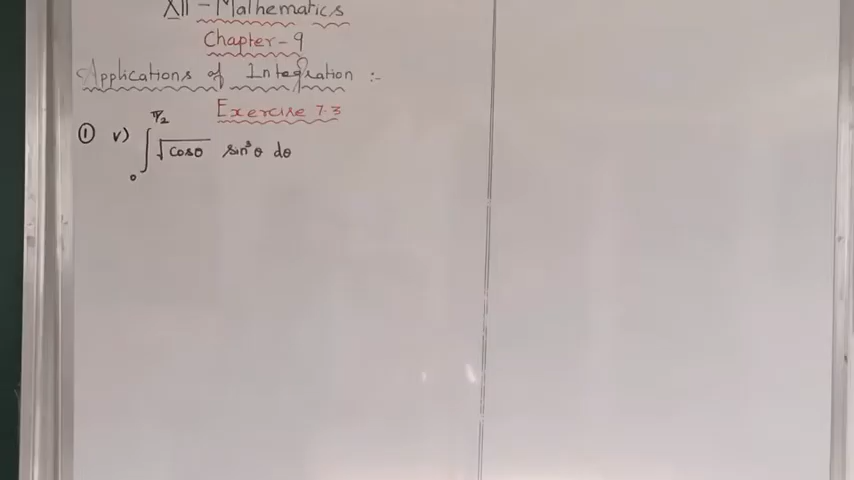 XII - Mathematics
Chapter - 9
Applications of Integration :-
Exercise 7.3
① v) ∫₀^{π/2} √cosθ sin³θ dθ